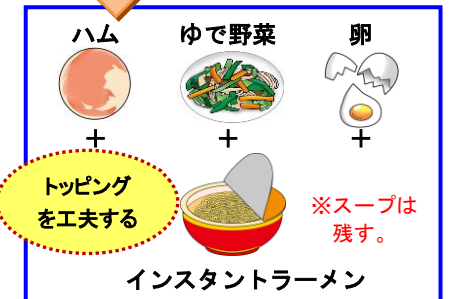 ハム ゆで野菜 卵
＋ ＋ ＋
トッピング
を工夫する
※スープは
残す。
インスタントラーメン